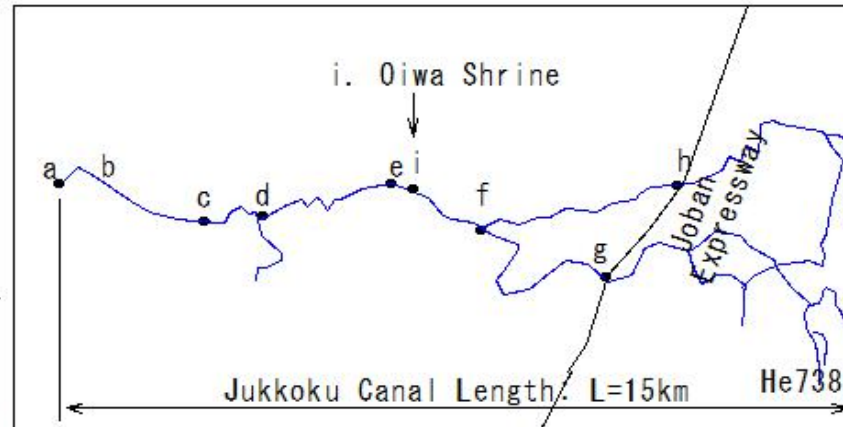 i. Oiwa Shrine
a
b
c
d
e
i
f
h
g
Joban
Expressway
He738
Jukkoku Canal Length. L=15km